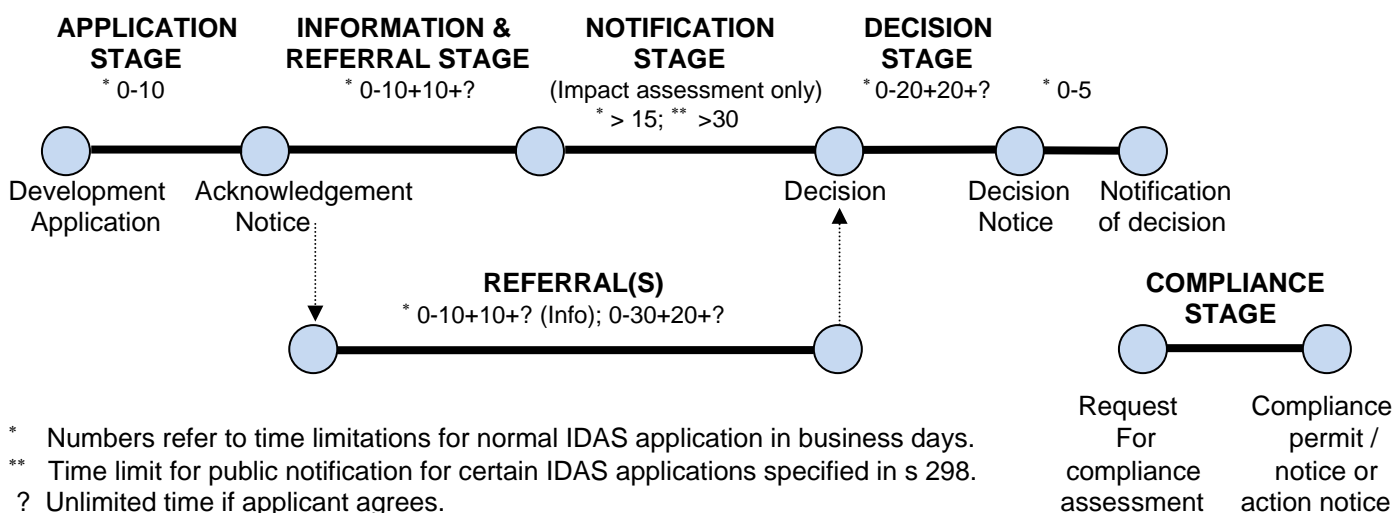 APPLICATION STAGE
* 0-10
INFORMATION &
REFERRAL STAGE
* 0-10+10+?
NOTIFICATION
STAGE
(Impact assessment only)
* > 15; ** >30
DECISION
STAGE
* 0-20+20+?
* 0-5
Development
Application
Acknowledgement
Notice
Decision
Decision
Notice
Notification
of decision
REFERRAL(S)
* 0-10+10+? (Info); 0-30+20+?
COMPLIANCE
STAGE
Request
For
compliance
assessment
Compliance
permit /
notice or
action notice
* Numbers refer to time limitations for normal IDAS application in business days.
** Time limit for public notification for certain IDAS applications specified in s 298.
? Unlimited time if applicant agrees.